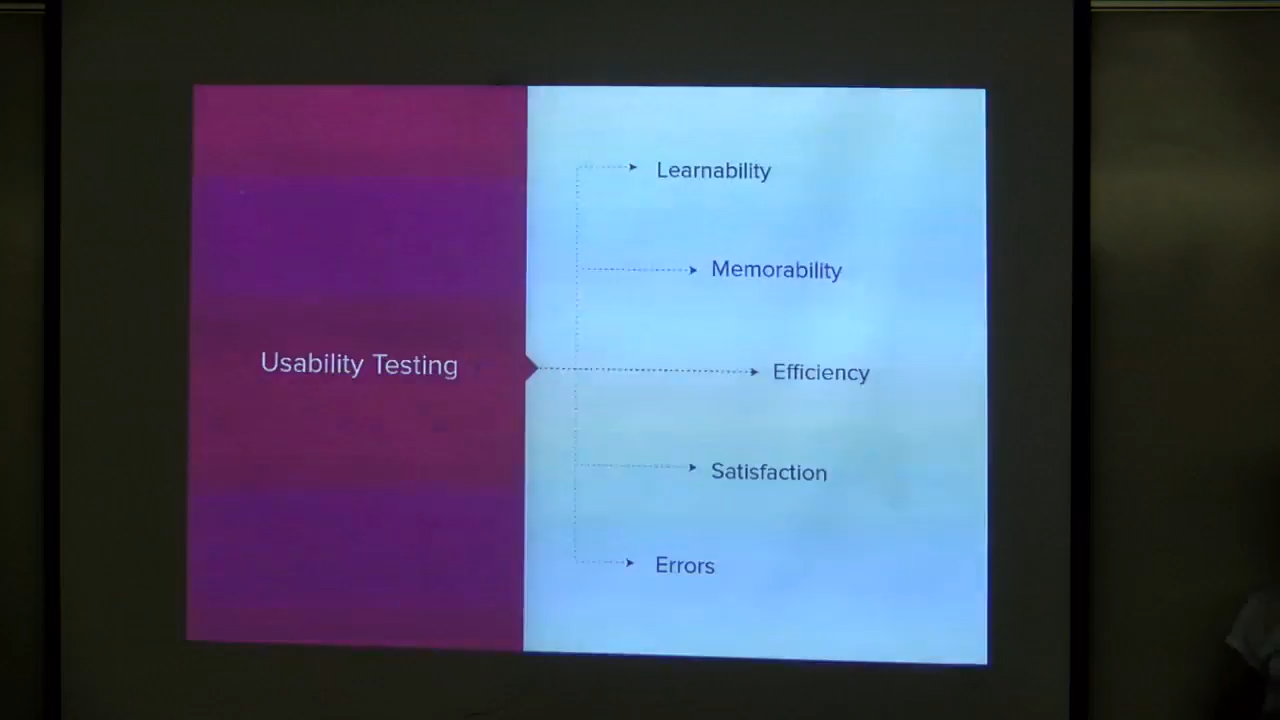 Usability Testing
Learnability
Memorability
Efficiency
Satisfaction
Errors